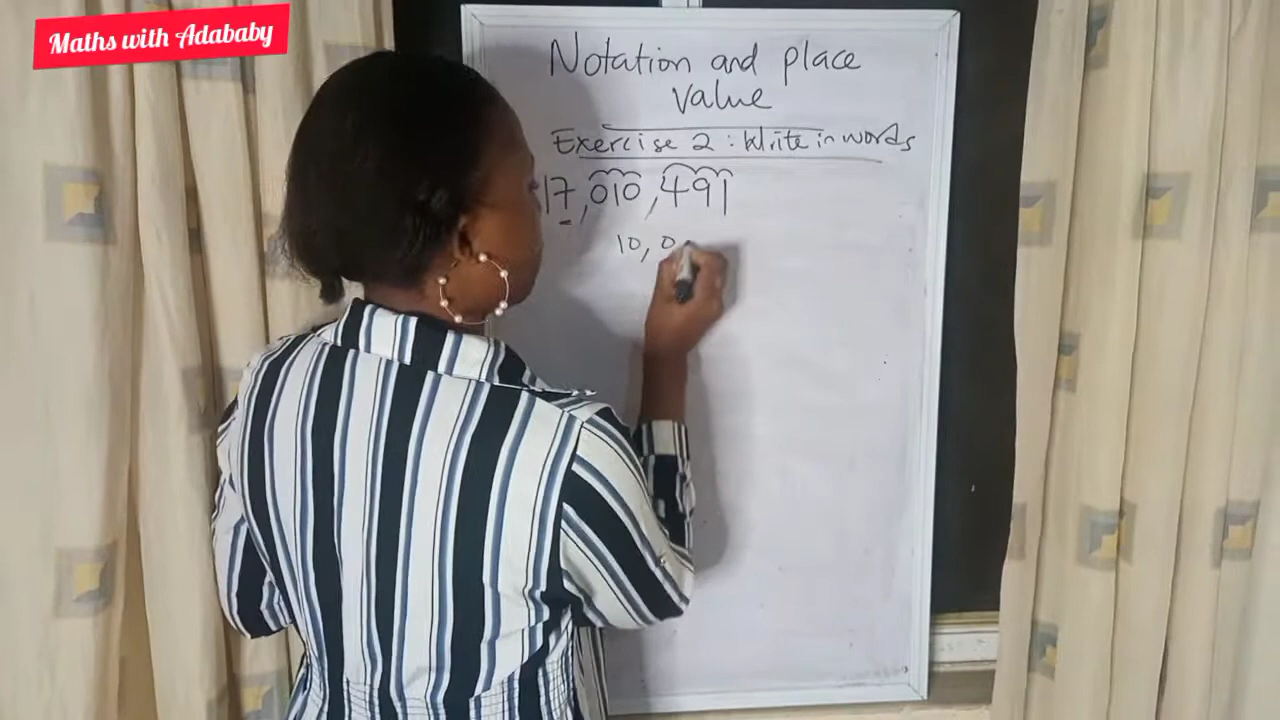 Maths with Adababy
Notation and place
value
Exercise 2 : Write in words
17,010,491
10,0